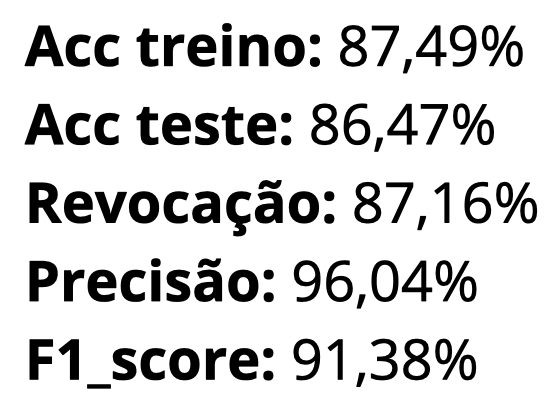 Acc treino: 87,49%
Acc teste: 86,47%
Revocação: 87,16%
Precisão: 96,04%
F1_score: 91,38%